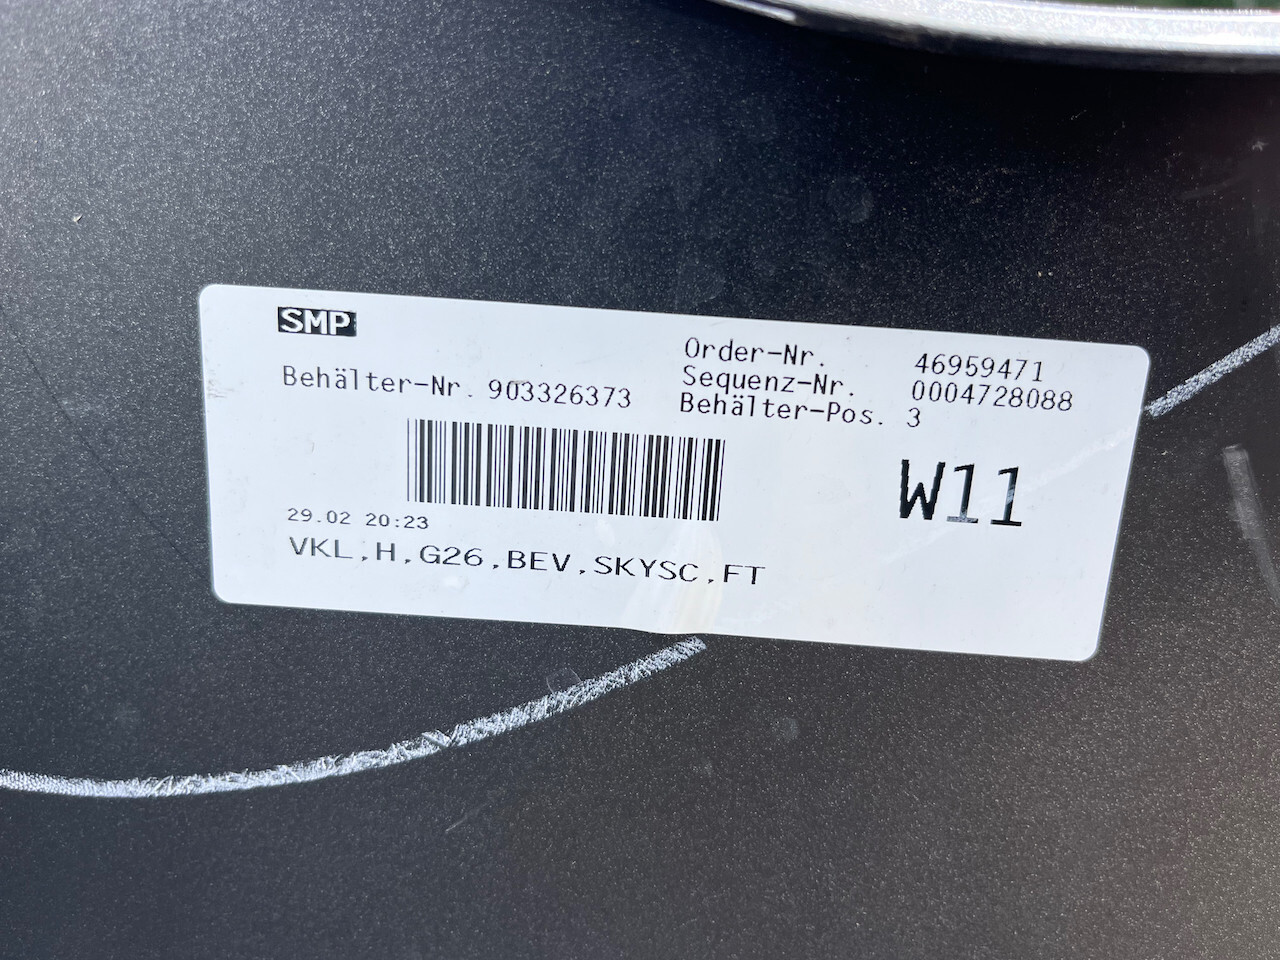 SMP
Order-Nr. 46959471
Behälter-Nr. 903326373 Sequenz-Nr. 0004728088
Behälter-Pos. 3
W11
29.02 20:23
VKL,H,G26,BEV,SKYSC,FT